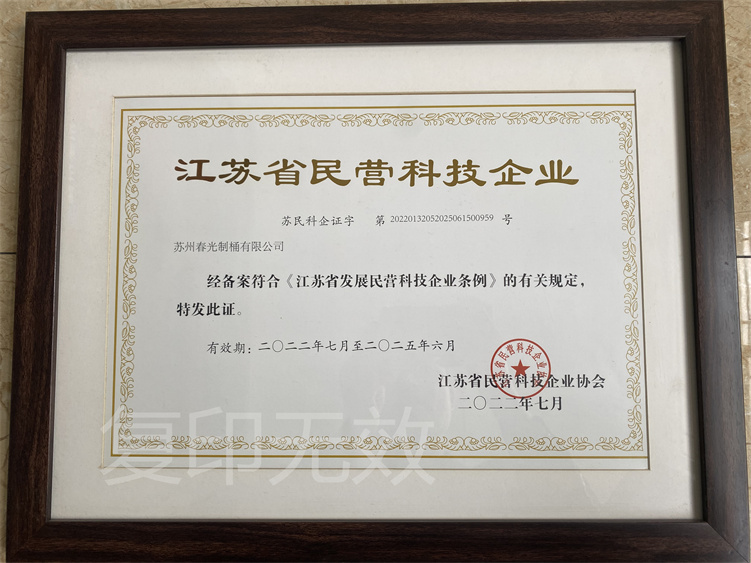 江苏省民营科技企业
苏民科企证字 第 20220132052025061500959 号
苏州春光制桶有限公司
经备案符合《江苏省发展民营科技企业条例》的有关规定，
特发此证。
有效期：二〇二二年七月至二〇二五年六月
江苏省民营科技企业协会
二〇二二年七月
复印无效